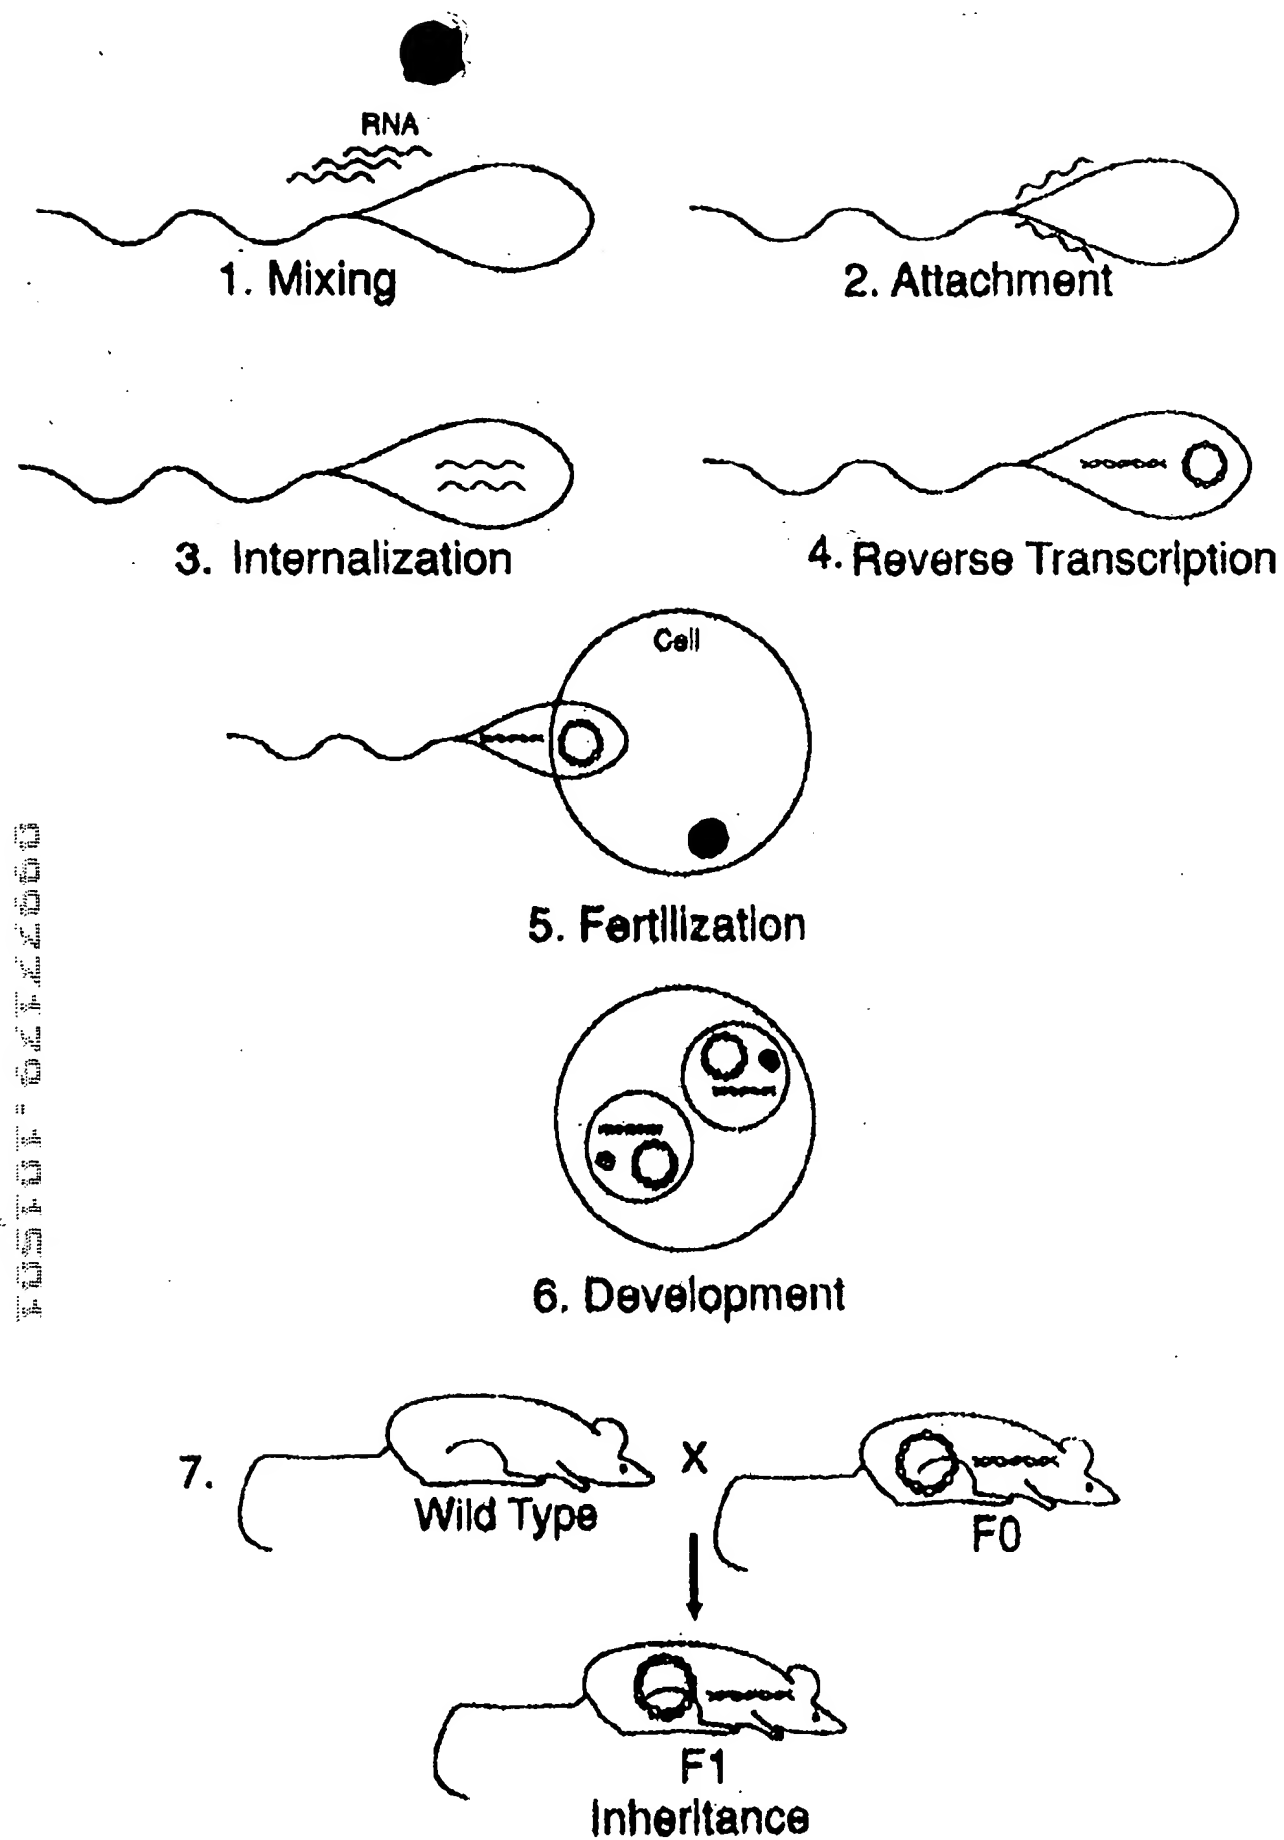 RNA
1. Mixing
2. Attachment
3. Internalization
4. Reverse Transcription
Cell
5. Fertilization
6. Development
7.
X
Wild Type
F0
F1
Inheritance